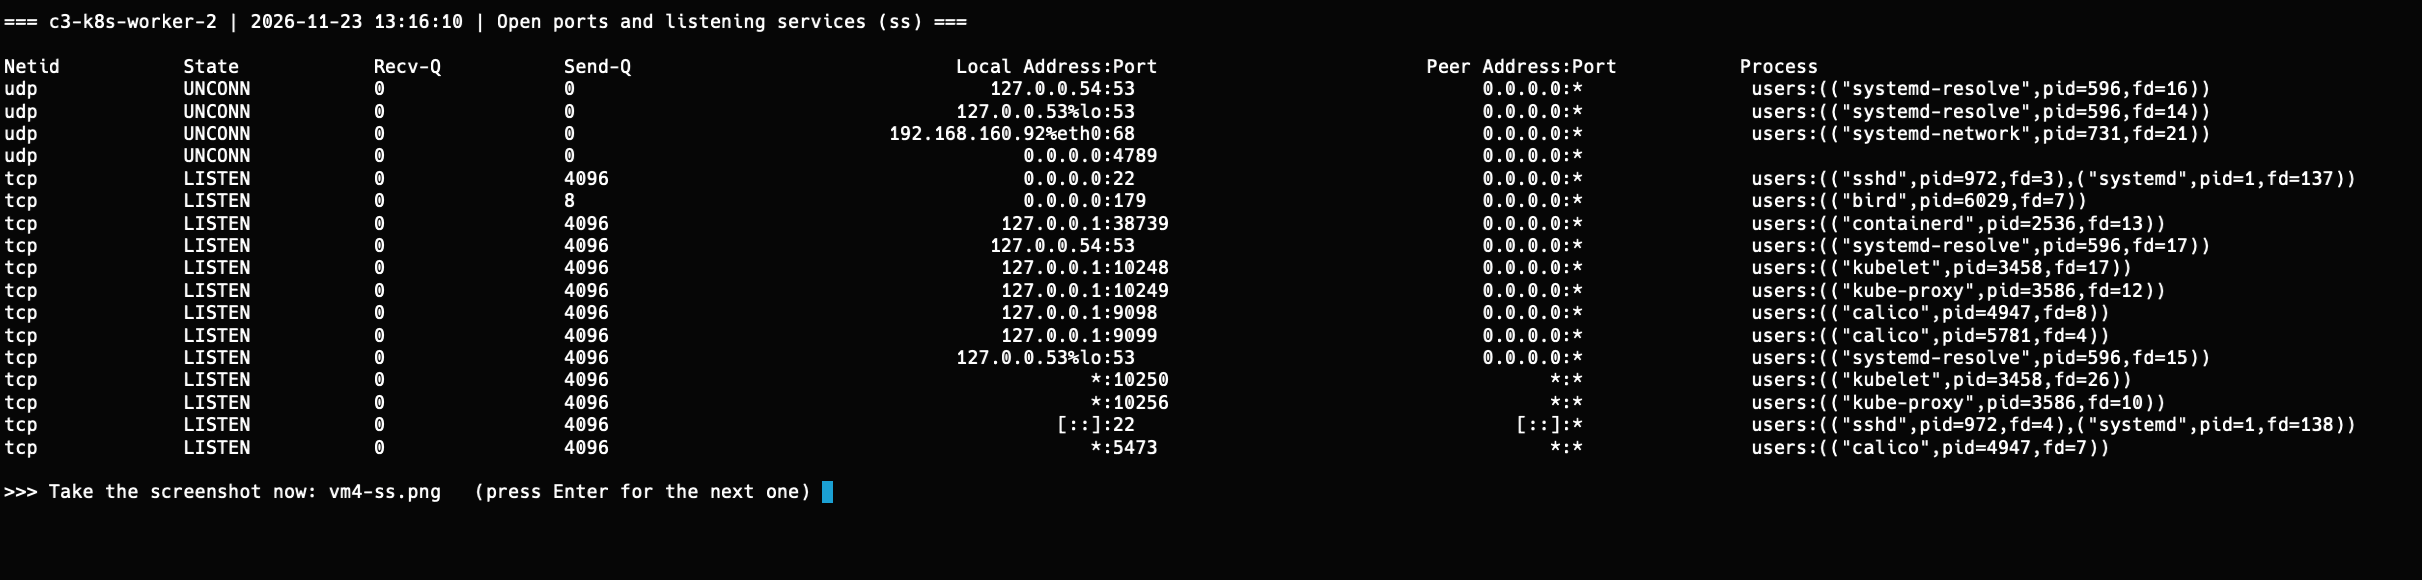 === c3-k8s-worker-2 | 2026-11-23 13:16:10 | Open ports and listening services (ss) ===
Netid State Recv-Q Send-Q Local Address:Port Peer Address:Port Process
udp UNCONN 0 0 127.0.0.54:53 0.0.0.0:* users:(("systemd-resolve",pid=596,fd=16))
udp UNCONN 0 0 127.0.0.53%lo:53 0.0.0.0:* users:(("systemd-resolve",pid=596,fd=14))
udp UNCONN 0 0 192.168.160.92%eth0:68 0.0.0.0:* users:(("systemd-network",pid=731,fd=21))
udp UNCONN 0 0 0.0.0.0:4789 0.0.0.0:*
tcp LISTEN 0 4096 0.0.0.0:22 0.0.0.0:* users:(("sshd",pid=972,fd=3),("systemd",pid=1,fd=137))
tcp LISTEN 0 8 0.0.0.0:179 0.0.0.0:* users:(("bird",pid=6029,fd=7))
tcp LISTEN 0 4096 127.0.0.1:38739 0.0.0.0:* users:(("containerd",pid=2536,fd=13))
tcp LISTEN 0 4096 127.0.0.54:53 0.0.0.0:* users:(("systemd-resolve",pid=596,fd=17))
tcp LISTEN 0 4096 127.0.0.1:10248 0.0.0.0:* users:(("kubelet",pid=3458,fd=17))
tcp LISTEN 0 4096 127.0.0.1:10249 0.0.0.0:* users:(("kube-proxy",pid=3586,fd=12))
tcp LISTEN 0 4096 127.0.0.1:9098 0.0.0.0:* users:(("calico",pid=4947,fd=8))
tcp LISTEN 0 4096 127.0.0.1:9099 0.0.0.0:* users:(("calico",pid=5781,fd=4))
tcp LISTEN 0 4096 127.0.0.53%lo:53 0.0.0.0:* users:(("systemd-resolve",pid=596,fd=15))
tcp LISTEN 0 4096 *:10250 *:* users:(("kubelet",pid=3458,fd=26))
tcp LISTEN 0 4096 *:10256 *:* users:(("kube-proxy",pid=3586,fd=10))
tcp LISTEN 0 4096 [::]:22 [::]:* users:(("sshd",pid=972,fd=4),("systemd",pid=1,fd=138))
tcp LISTEN 0 4096 *:5473 *:* users:(("calico",pid=4947,fd=7))
>>> Take the screenshot now: vm4-ss.png (press Enter for the next one)